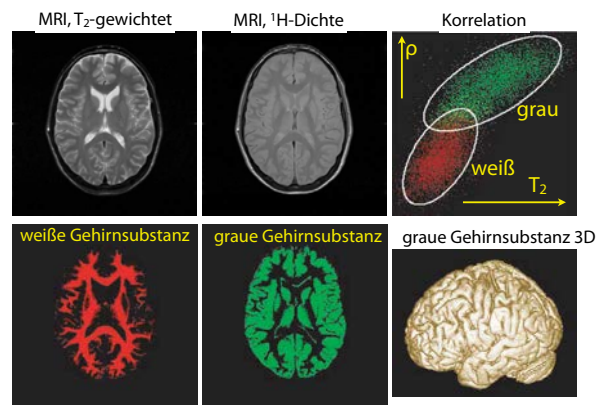 MRI, T₂-gewichtet
MRI, ¹H-Dichte
Korrelation
ρ
grau
weiß
T₂
weiße Gehirnsubstanz
graue Gehirnsubstanz
graue Gehirnsubstanz 3D